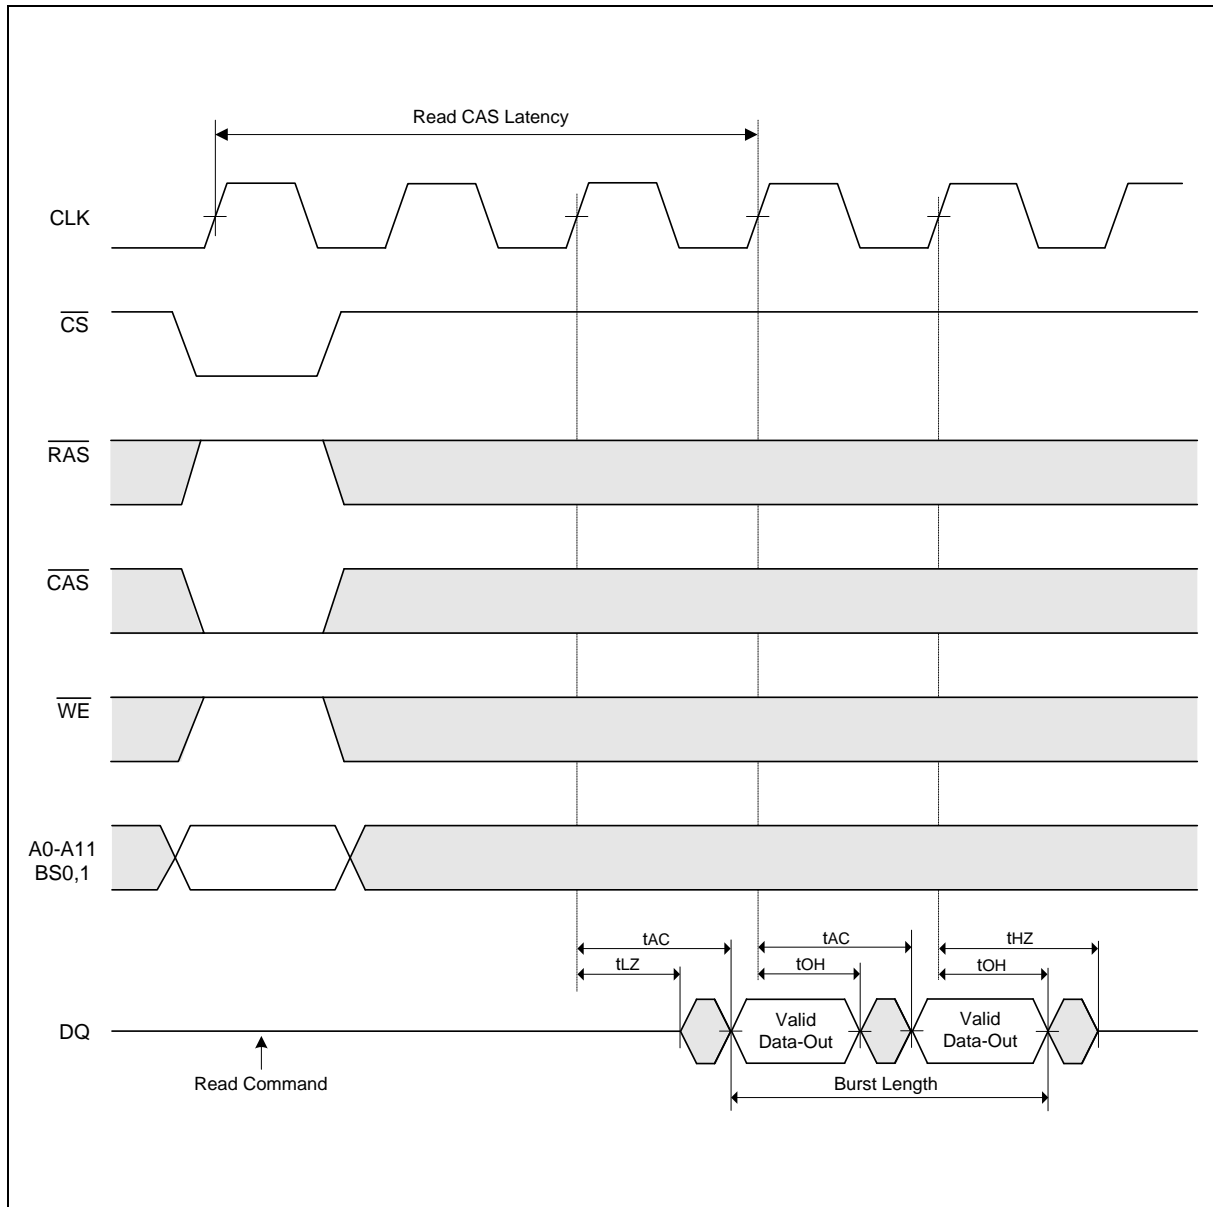 Read CAS Latency
CLK
CS
RAS
CAS
WE
A0-A11
BS0,1
tAC
tAC
tHZ
tLZ
tOH
tOH
DQ
Valid
Data-Out
Valid
Data-Out
Read Command
Burst Length